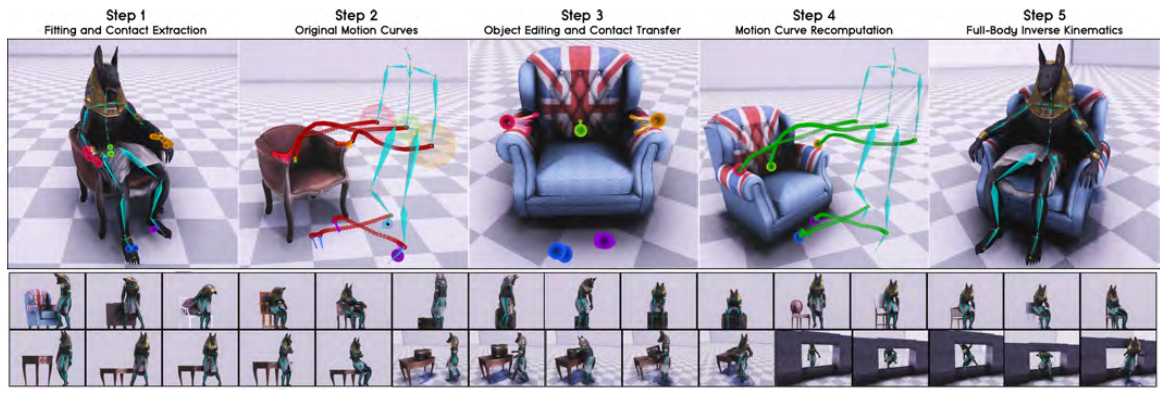 Step 1
Fitting and Contact Extraction
Step 2
Original Motion Curves
Step 3
Object Editing and Contact Transfer
Step 4
Motion Curve Recomputation
Step 5
Full-Body Inverse Kinematics